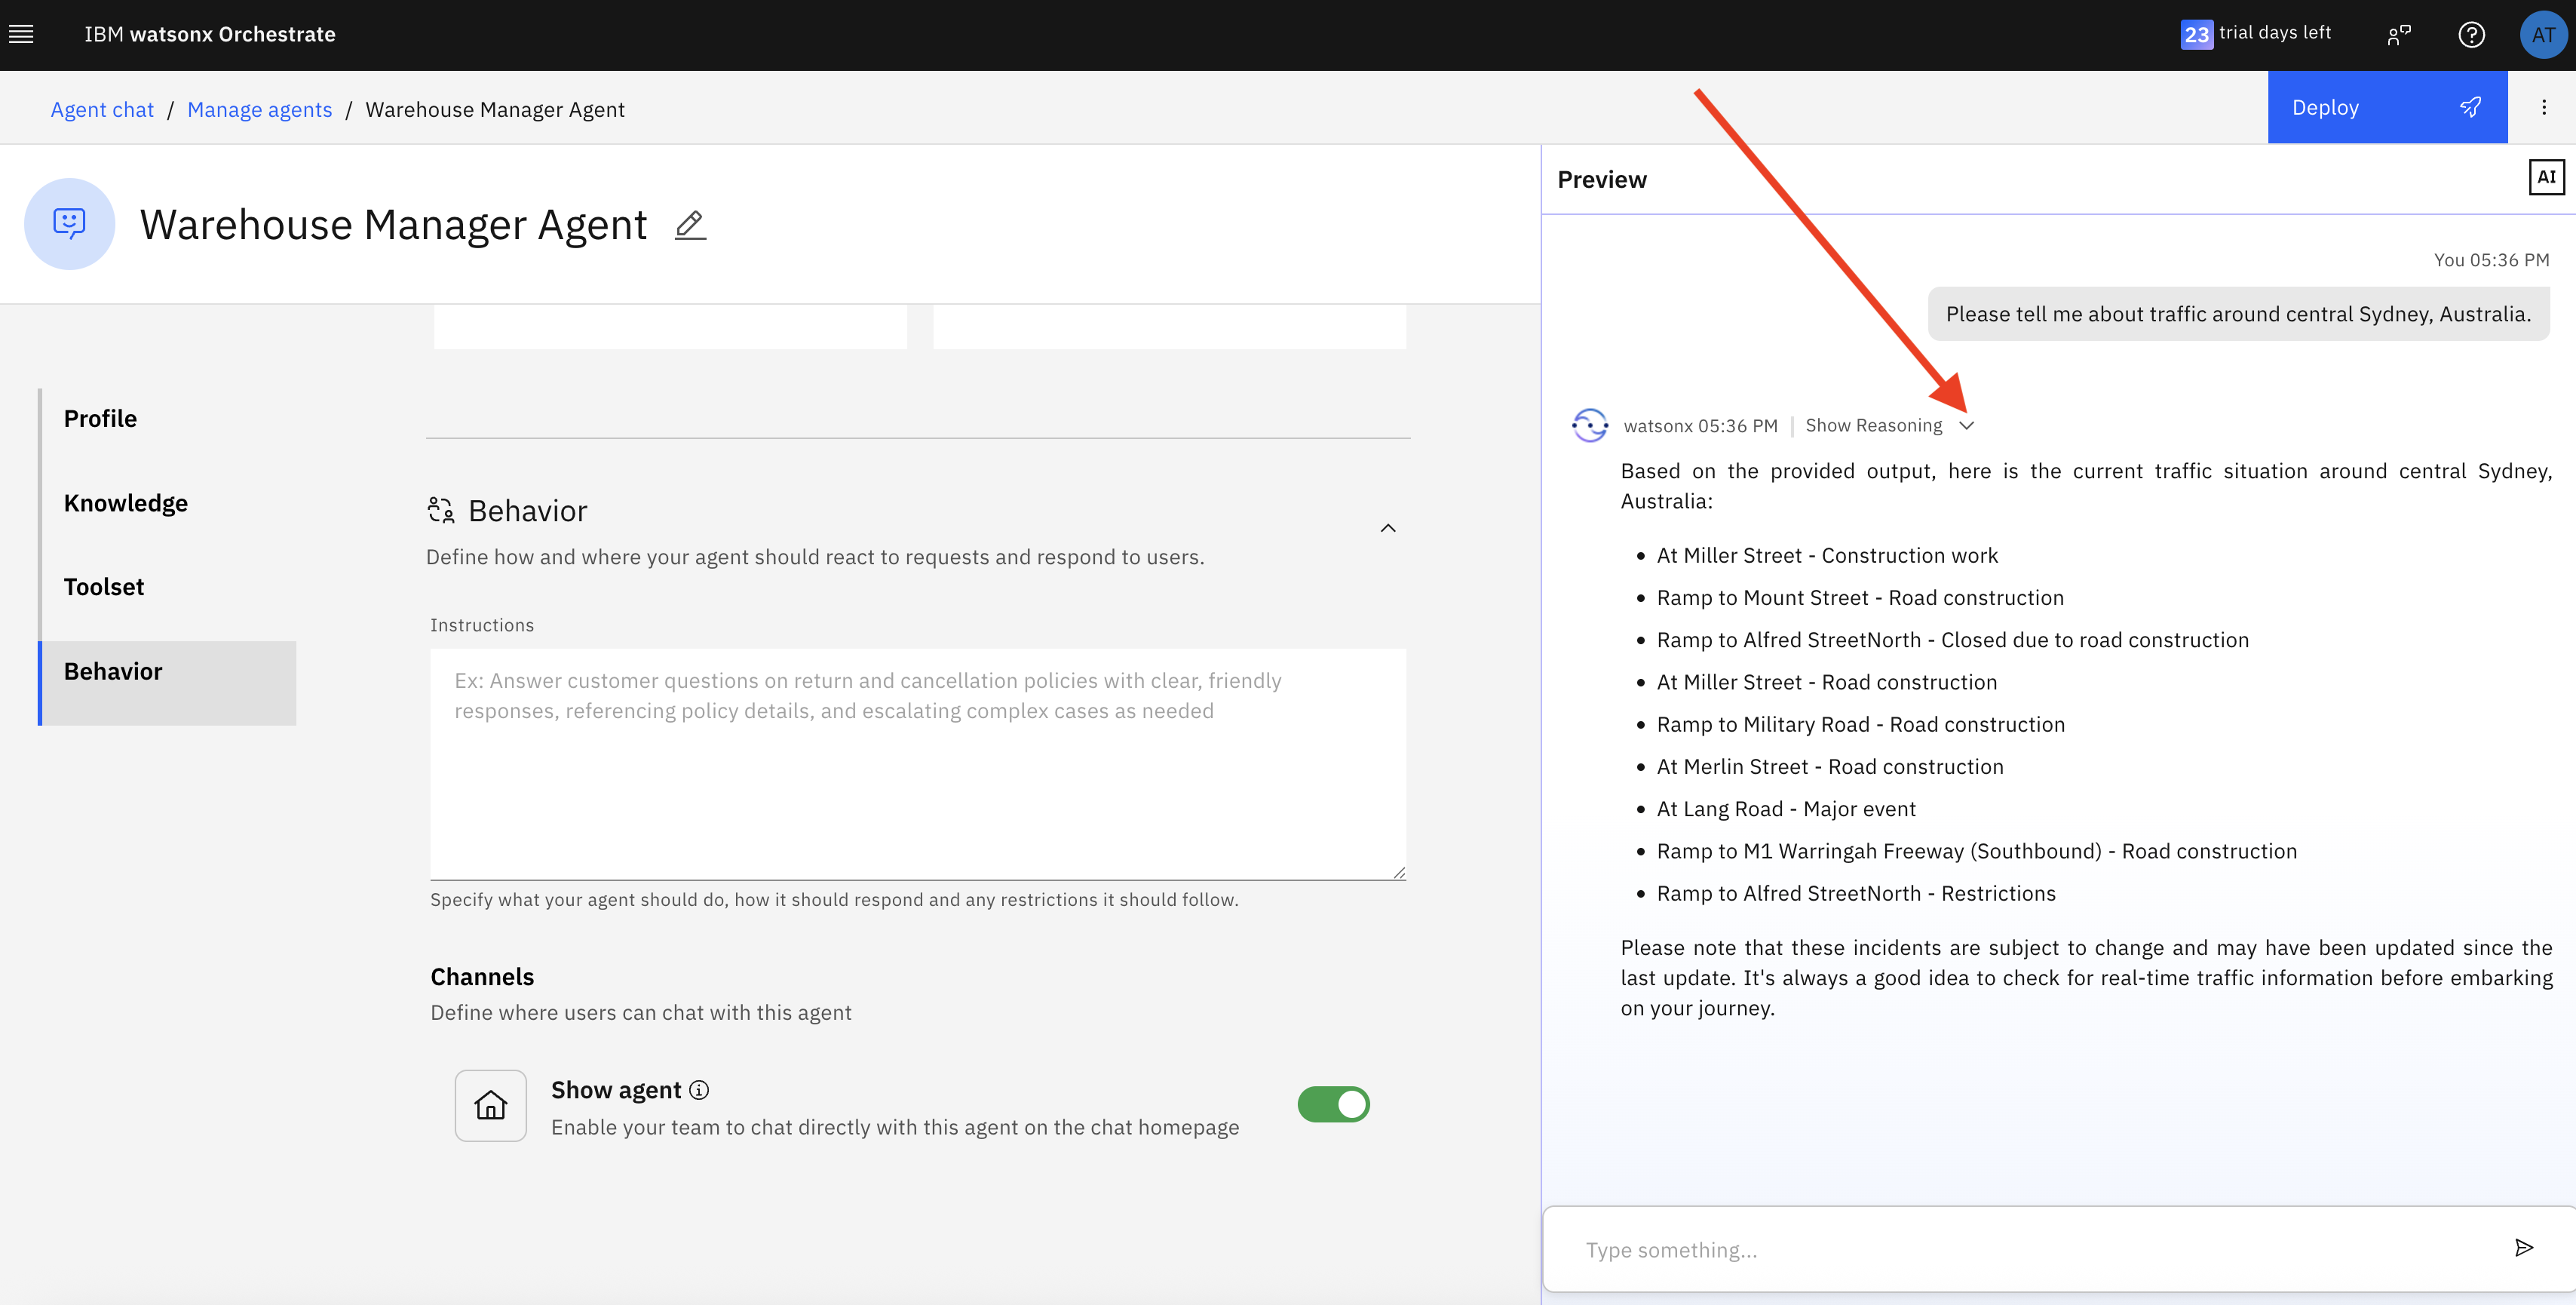 IBM watsonx Orchestrate
23 trial days left
AT
Agent chat / Manage agents / Warehouse Manager Agent
Deploy
Warehouse Manager Agent
Profile
Knowledge
Toolset
Behavior
Behavior
Define how and where your agent should react to requests and respond to users.
Instructions
Ex: Answer customer questions on return and cancellation policies with clear, friendly
responses, referencing policy details, and escalating complex cases as needed
Specify what your agent should do, how it should respond and any restrictions it should follow.
Channels
Define where users can chat with this agent
Show agent
Enable your team to chat directly with this agent on the chat homepage
Preview
AI
You 05:36 PM
Please tell me about traffic around central Sydney, Australia.
watsonx 05:36 PM | Show Reasoning
Based on the provided output, here is the current traffic situation around central Sydney,
Australia:
• At Miller Street - Construction work
• Ramp to Mount Street - Road construction
• Ramp to Alfred StreetNorth - Closed due to road construction
• At Miller Street - Road construction
• Ramp to Military Road - Road construction
• At Merlin Street - Road construction
• At Lang Road - Major event
• Ramp to M1 Warringah Freeway (Southbound) - Road construction
• Ramp to Alfred StreetNorth - Restrictions
Please note that these incidents are subject to change and may have been updated since the
last update. It's always a good idea to check for real-time traffic information before embarking
on your journey.
Type something...